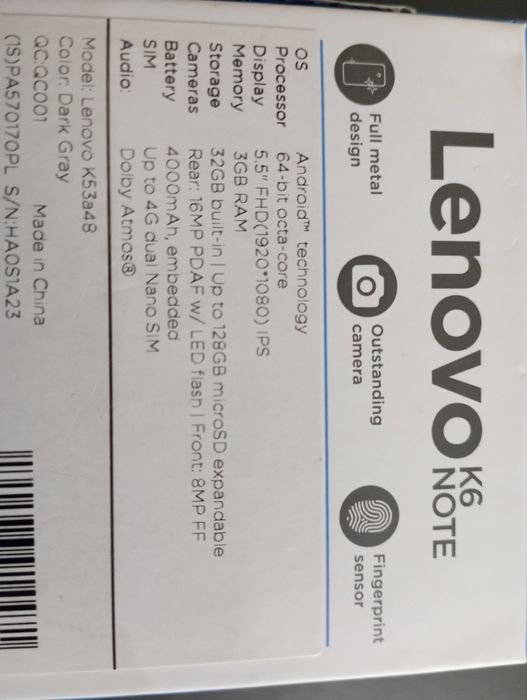 Lenovo K6 NOTE
Full metal design
Outstanding camera
Fingerprint sensor
OS Android™ technology
Processor 64-bit octa-core
Display 5.5" FHD(1920*1080) IPS
Memory 3GB RAM
Storage 32GB built-in | Up to 128GB microSD expandable
Cameras Rear: 16MP PDAF w/ LED flash | Front: 8MP FF
Battery 4000mAh, embedded
SIM Up to 4G dual Nano SIM
Audio: Dolby Atmos®
Model: Lenovo K53a48
Color: Dark Gray
QC:QC001 Made in China
(1S)PA570170PL S/N:HA0S1A23